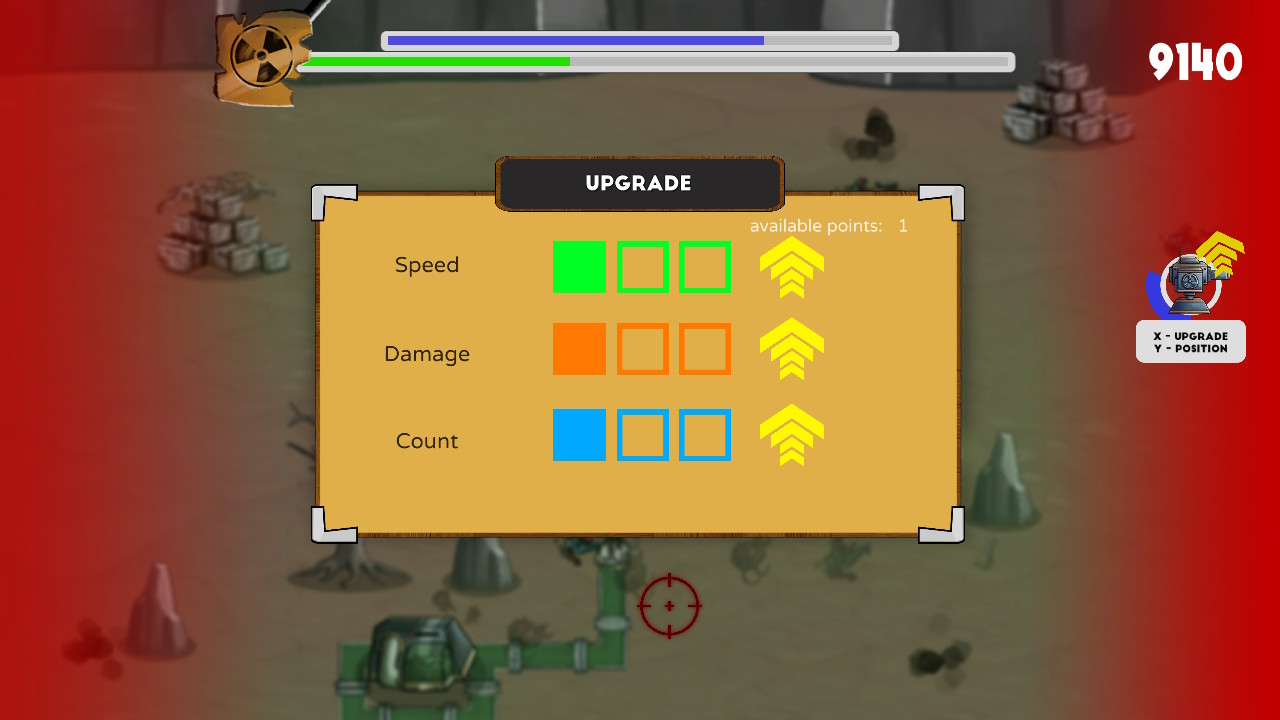 9140
UPGRADE
available points: 1
Speed
Damage
Count
X - UPGRADE
Y - POSITION